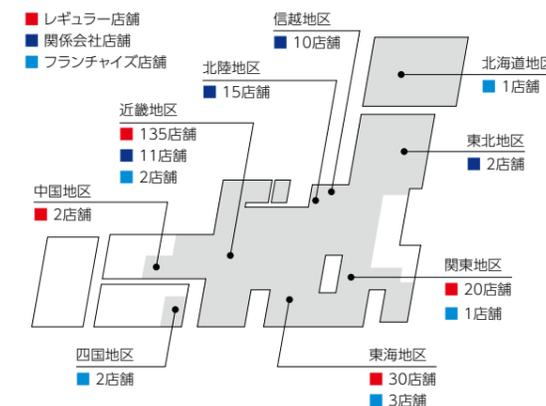 レギュラー店舗
関係会社店舗
フランチャイズ店舗
信越地区
10店舗
北陸地区
15店舗
北海道地区
1店舗
近畿地区
135店舗
11店舗
2店舗
東北地区
2店舗
中国地区
2店舗
関東地区
20店舗
1店舗
四国地区
2店舗
東海地区
30店舗
3店舗